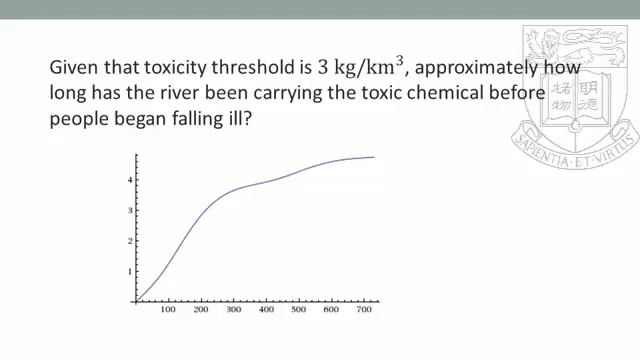 Given that toxicity threshold is 3 kg/km³, approximately how
long has the river been carrying the toxic chemical before
people began falling ill?
明德
格物
SAPIENTIA·ET·VIRTUS
4
3
2
1
100 200 300 400 500 600 700